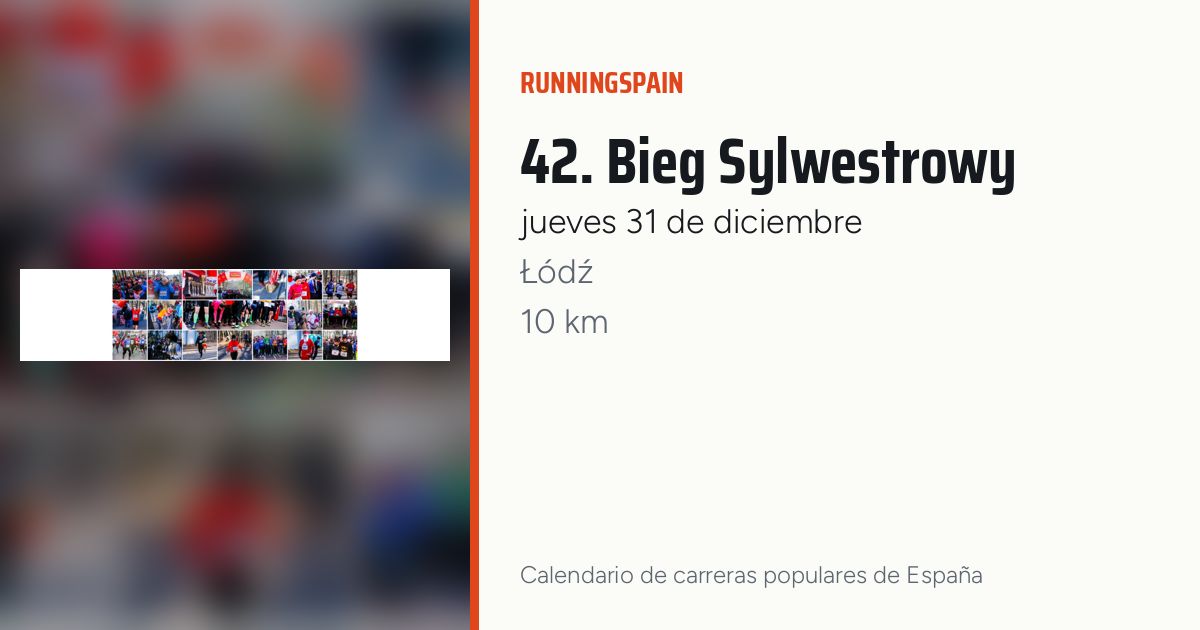 RUNNINGSPAIN
42. Bieg Sylwestrowy
jueves 31 de diciembre
Łódź
10 km
Calendario de carreras populares de España